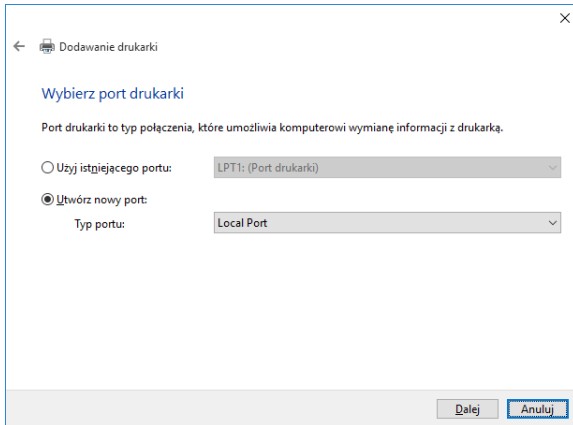 Dodawanie drukarki
Wybierz port drukarki
Port drukarki to typ połączenia, które umożliwia komputerowi wymianę informacji z drukarką.
Użyj istniejącego portu: LPT1: (Port drukarki)
Utwórz nowy port:
Typ portu: Local Port
Dalej Anuluj